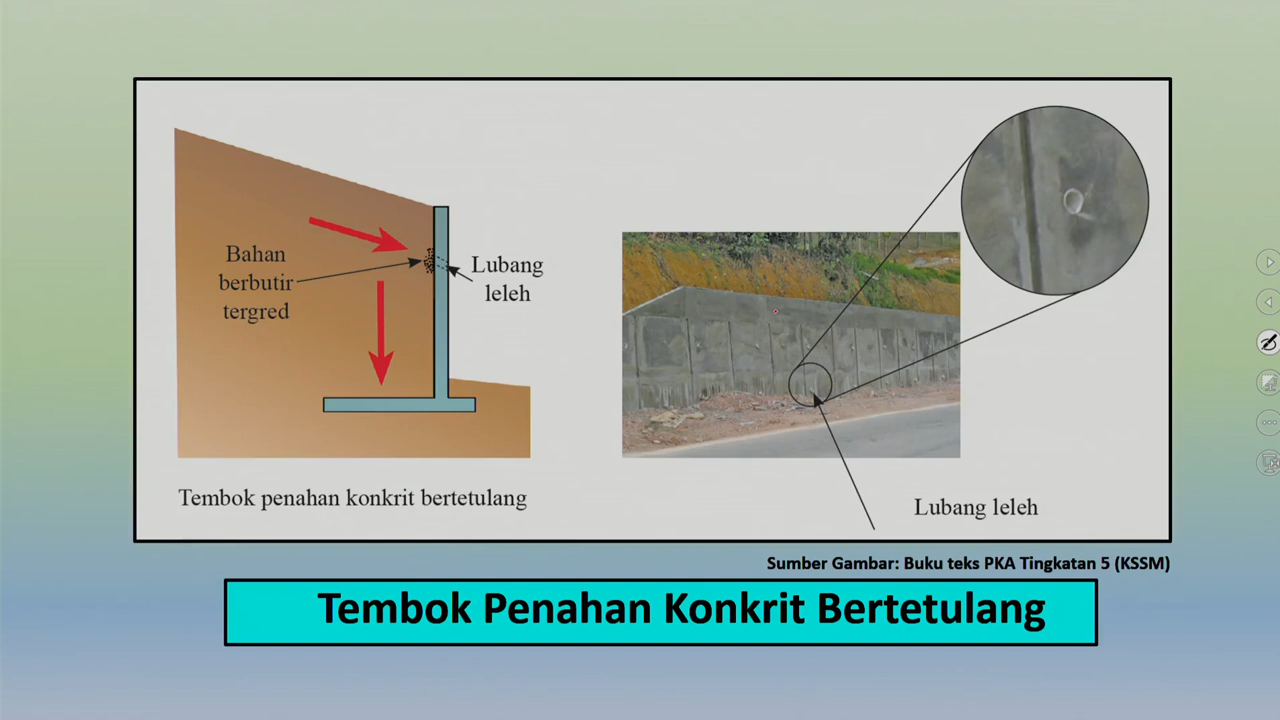 Bahan
berbutir
tergred
Lubang
leleh
Tembok penahan konkrit bertetulang
Lubang leleh
Sumber Gambar: Buku teks PKA Tingkatan 5 (KSSM)
Tembok Penahan Konkrit Bertetulang